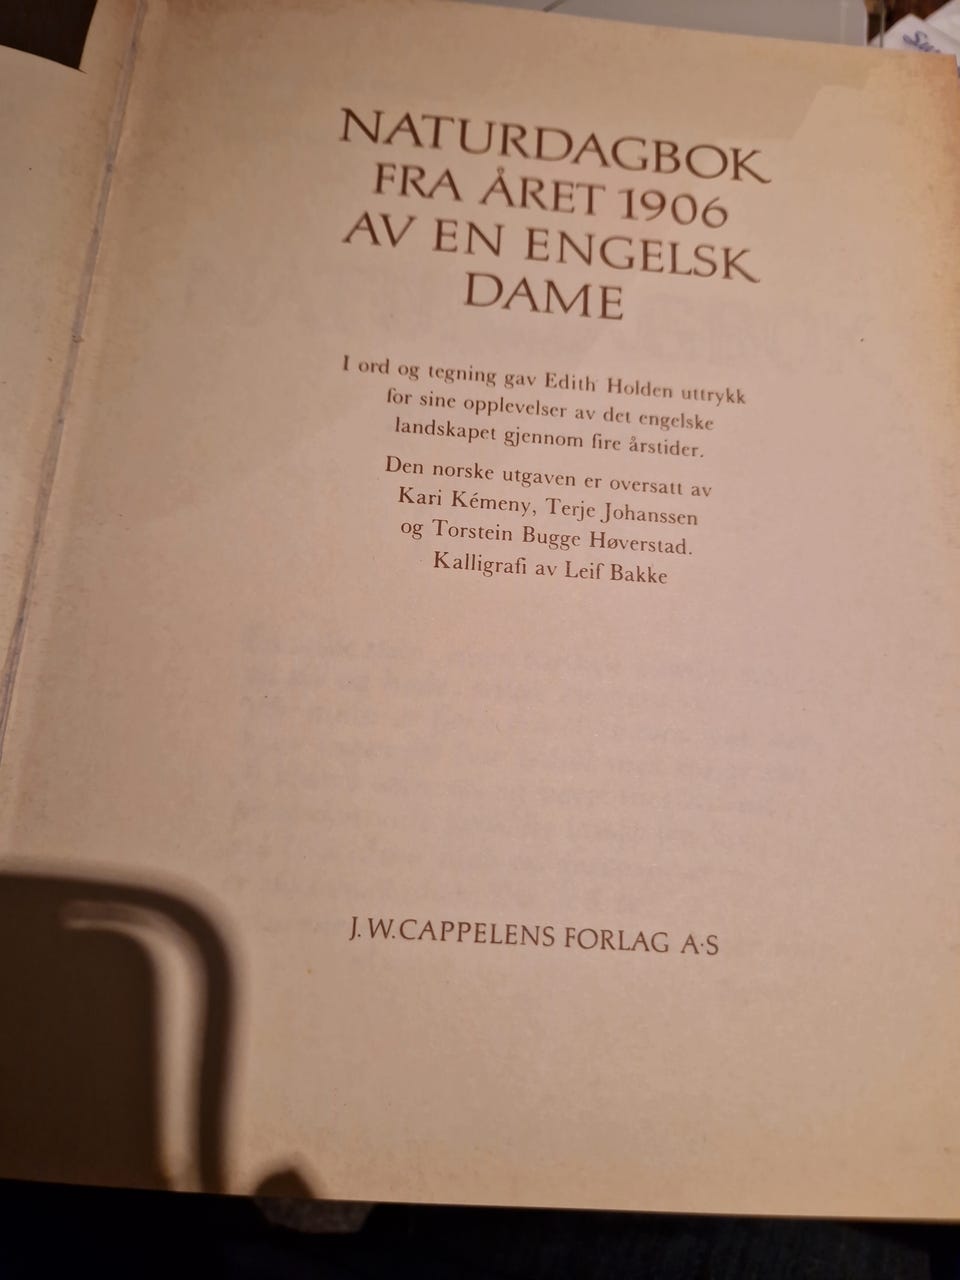 NATURDAGBOK
FRA ÅRET 1906
AV EN ENGELSK
DAME
I ord og tegning gav Edith Holden uttrykk
for sine opplevelser av det engelske
landskapet gjennom fire årstider.
Den norske utgaven er oversatt av
Kari Kémeny, Terje Johanssen
og Torstein Bugge Høverstad.
Kalligrafi av Leif Bakke
J. W. CAPPELENS FORLAG A·S